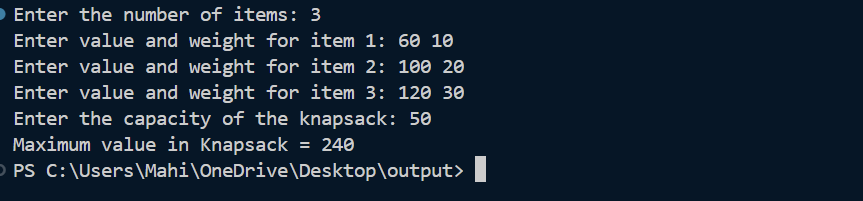 Enter the number of items: 3
Enter value and weight for item 1: 60 10
Enter value and weight for item 2: 100 20
Enter value and weight for item 3: 120 30
Enter the capacity of the knapsack: 50
Maximum value in Knapsack = 240
PS C:\Users\Mahi\OneDrive\Desktop\output>